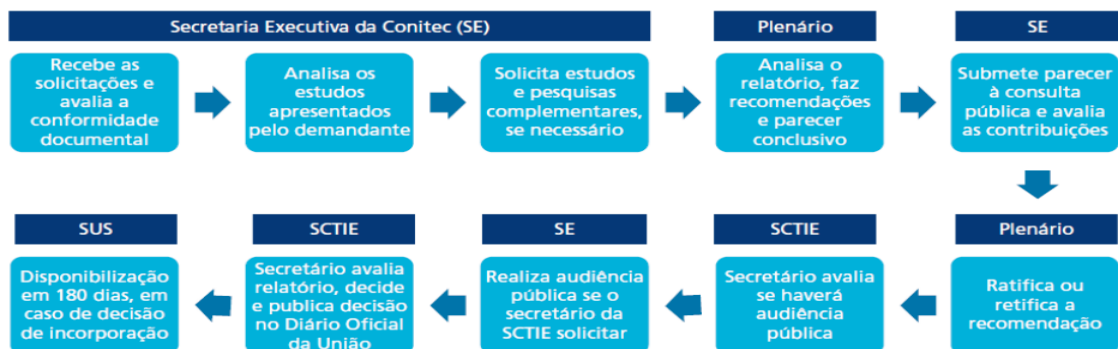 Secretaria Executiva da Conitec (SE)
Plenário
SE
Recebe as
solicitações e
avalia a
conformidade
documental
Analisa os
estudos
apresentados
pelo demandante
Solicita estudos
e pesquisas
complementares,
se necessário
Analisa o
relatório, faz
recomendações
e parecer
conclusivo
Submete parecer
à consulta
pública e avalia
as contribuições
SUS
SCTIE
SE
SCTIE
Plenário
Disponibilização
em 180 dias, em
caso de decisão
de incorporação
Secretário avalia
relatório, decide
e publica decisão
no Diário Oficial
da União
Realiza audiência
pública se o
secretário da
SCTIE solicitar
Secretário avalia
se haverá
audiência
pública
Ratifica ou
retifica a
recomendação